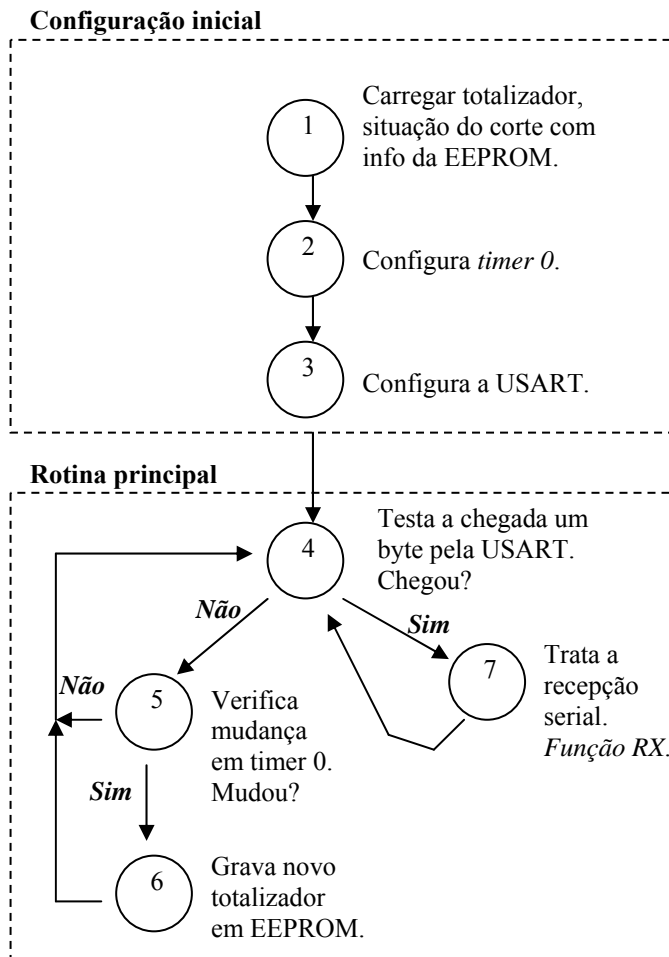 Configuração inicial
1
Carregar totalizador,
situação do corte com
info da EEPROM.
2
Configura timer 0.
3
Configura a USART.
Rotina principal
4
Testa a chegada um
byte pela USART.
Chegou?
Não
Sim
7
Trata a
recepção
serial.
Função RX.
Não
5
Verifica
mudança
em timer 0.
Mudou?
Sim
6
Grava novo
totalizador
em EEPROM.